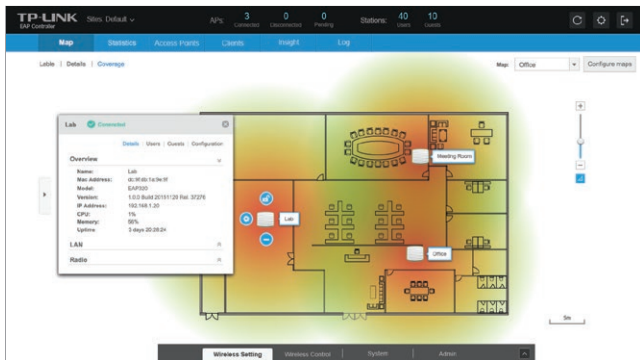 TP-LINK Sites: Default APs: 3 0 0 Stations: 40 10
EAP Controller Connected Disconnected Pending Users Guests
Map Statistics Access Points Clients Insight Log
Lable | Details | Coverage Map: Office Configure maps
Lab Connected
Details | Users | Guests | Configuration
Overview
Name: Lab
Mac Address:
Model: EAP320
Version:
IP Address: 192.168.1.20
CPU: 1%
Memory: 55%
Uptime 3 days
LAN
Radio
Meeting Room
Lab
Office
5m
Wireless Setting Wireless Control System Admin